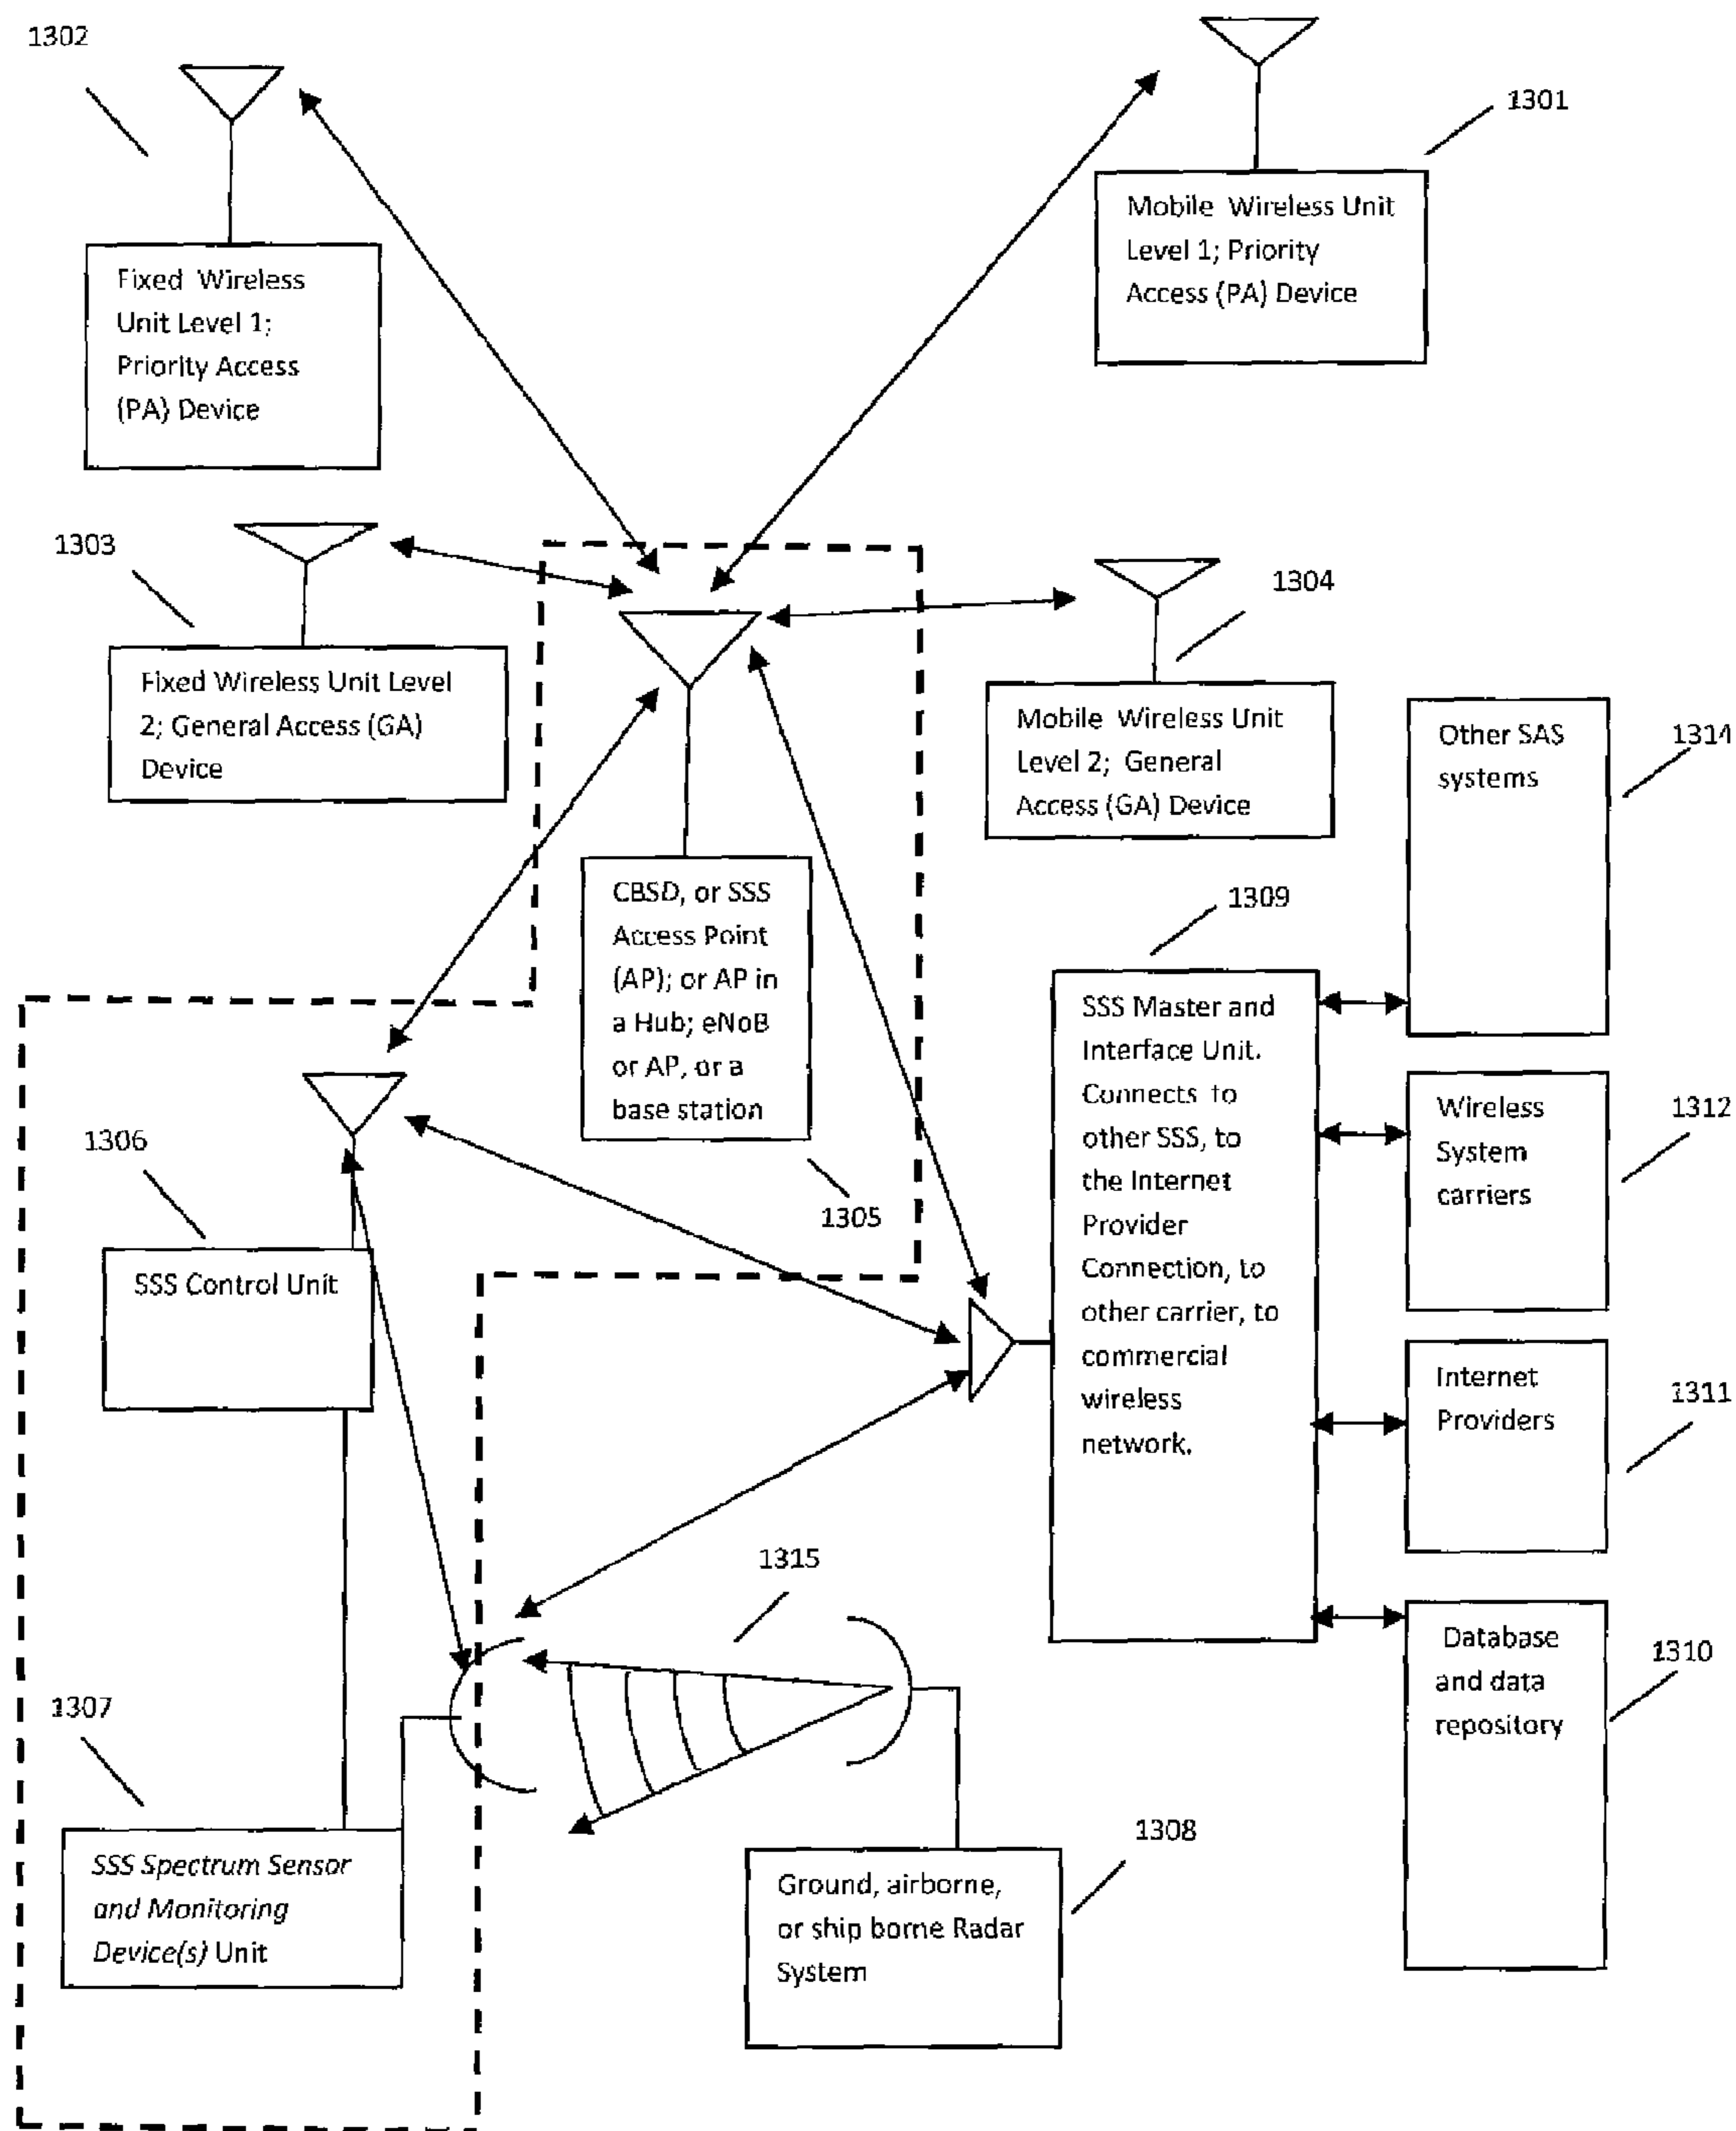 1302
1301
Mobile Wireless Unit
Level 1; Priority
Access (PA) Device
Fixed Wireless
Unit Level 1;
Priority Access
(PA) Device
1303
1304
Fixed Wireless Unit Level
2; General Access (GA)
Device
Mobile Wireless Unit
Level 2; General
Access (GA) Device
Other SAS
systems
1314
CBSD, or SSS
Access Point
(AP); or AP in
a Hub; eNoB
or AP, or a
base station
1305
1309
SSS Master and
Interface Unit.
Connects to
other SSS, to
the Internet
Provider
Connection, to
other carrier, to
commercial
wireless
network.
Wireless
System
carriers
1312
1306
SSS Control Unit
Internet
Providers
1311
1315
Database
and data
repository
1310
1307
SSS Spectrum Sensor
and Monitoring
Device(s) Unit
1308
Ground, airborne,
or ship borne Radar
System